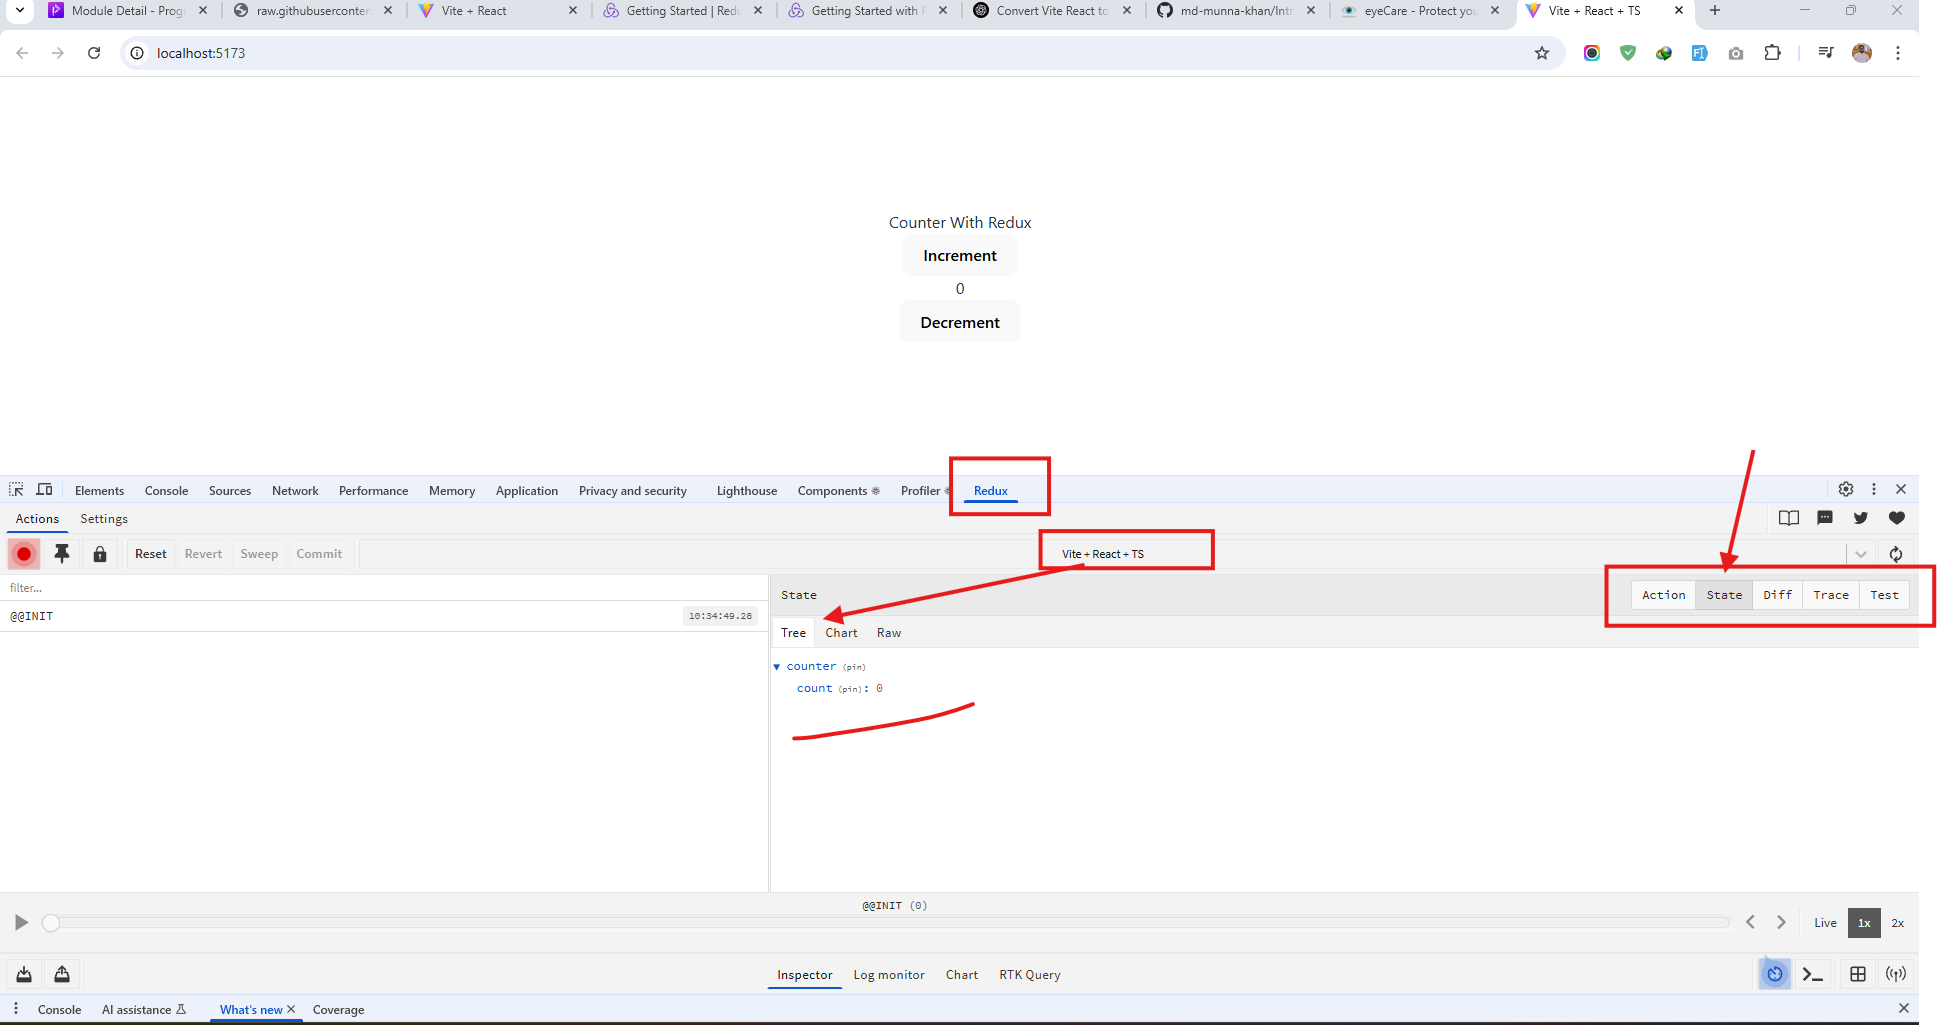 Module Detail - Prog
raw.githubuserconten
Vite + React
Getting Started | Redu
Getting Started with R
Convert Vite React to
md-munna-khan/Intr
eyeCare - Protect you
Vite + React + TS
localhost:5173
Counter With Redux
Increment
0
Decrement
Elements Console Sources Network Performance Memory Application Privacy and security Lighthouse Components Profiler Redux
Actions Settings
Reset Revert Sweep Commit
Vite + React + TS
filter...
@@INIT 10:34:49.28
State
Action State Diff Trace Test
Tree Chart Raw
counter (pin)
count (pin): 0
@@INIT (0)
Live 1x 2x
Inspector Log monitor Chart RTK Query
Console AI assistance What's new Coverage